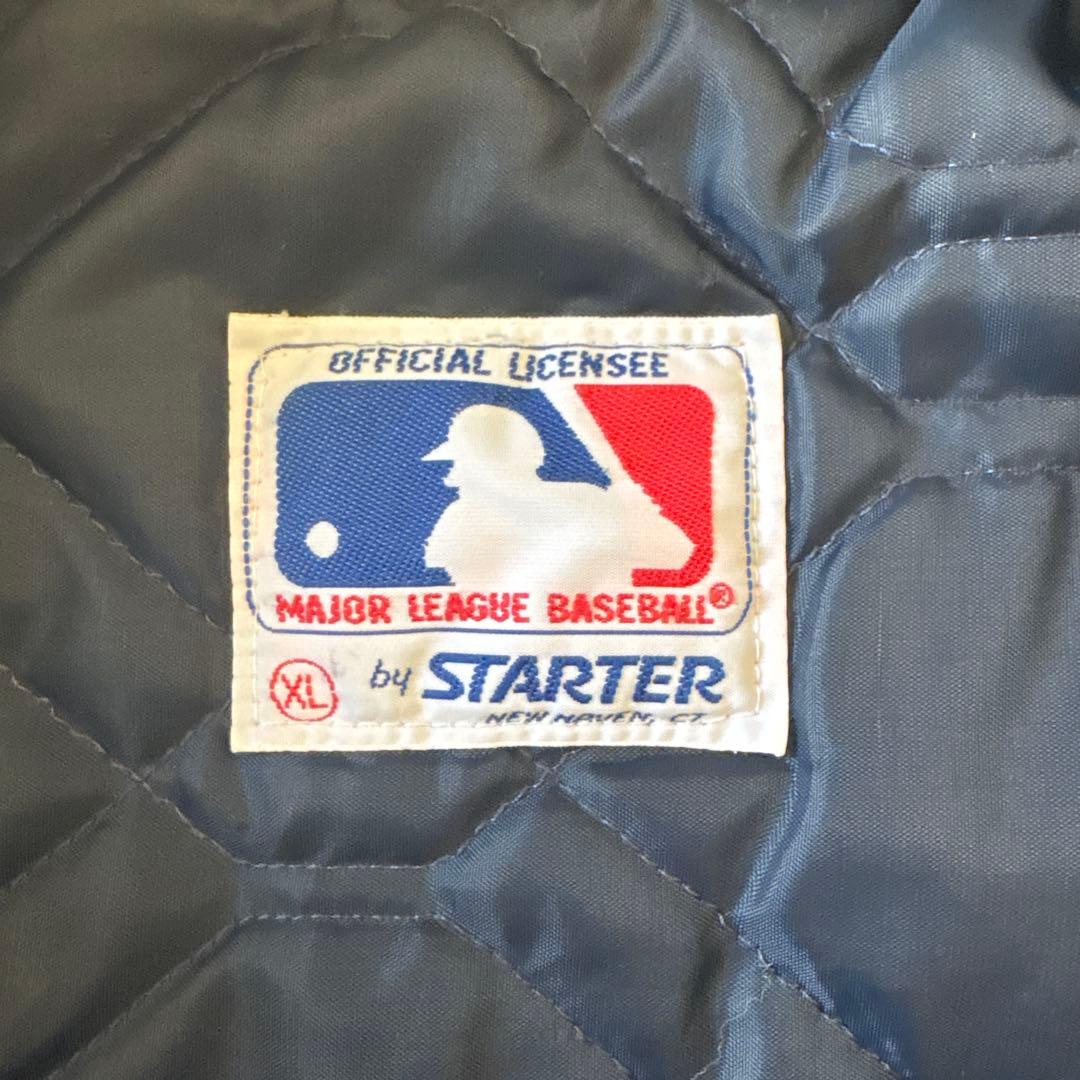 OFFICIAL LICENSEE
MAJOR LEAGUE BASEBALL®
XL by STARTER
NEW HAVEN, CT.